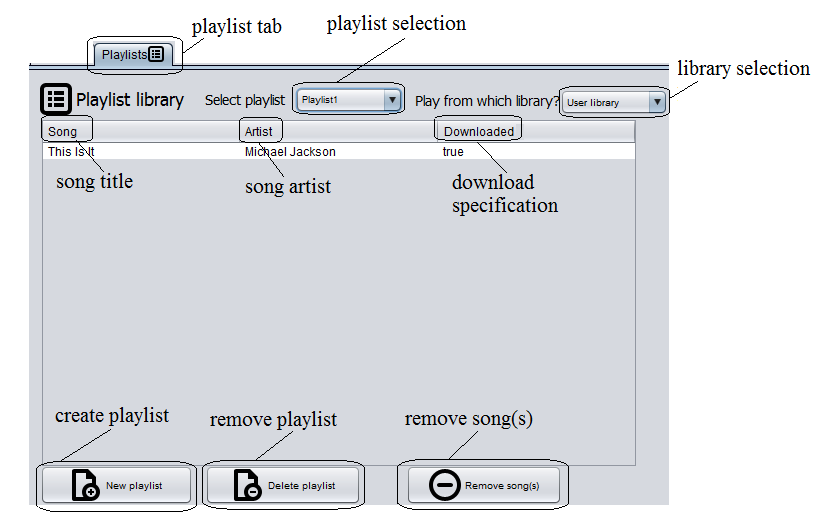 playlist tab
playlist selection
Playlists
library selection
Playlist library
Select playlist
Playlist1
Play from which library?
User library
Song
Artist
Downloaded
This Is It
Michael Jackson
true
song title
song artist
download
specification
create playlist
remove playlist
remove song(s)
New playlist
Delete playlist
Remove song(s)